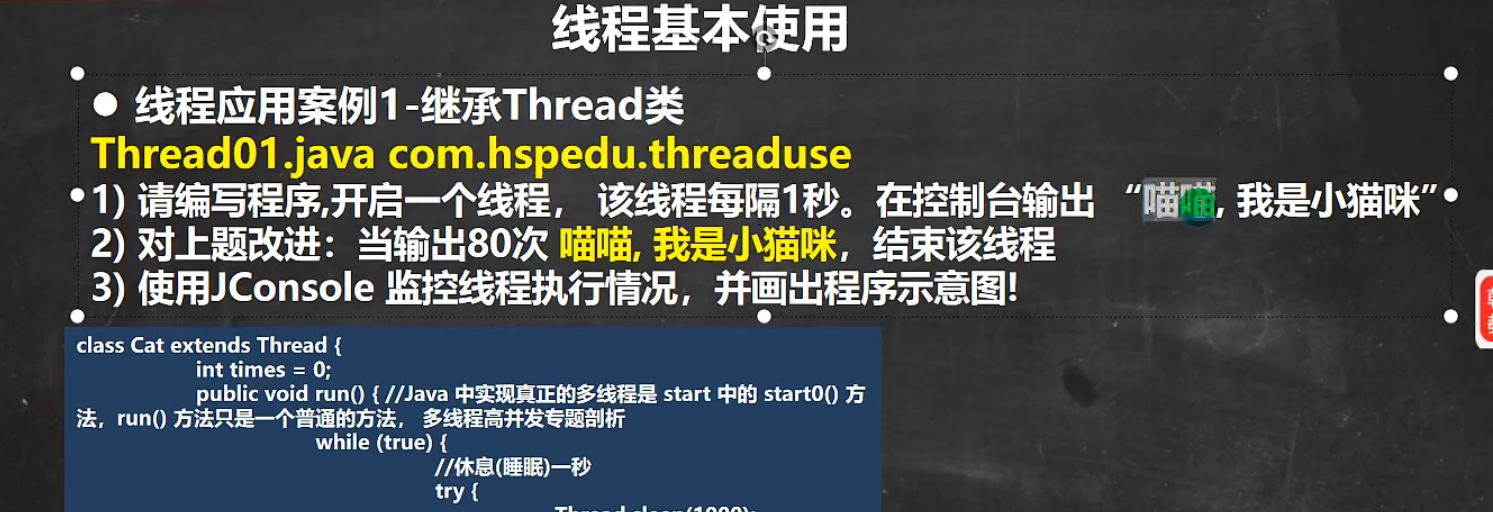 线程基本使用
● 线程应用案例1-继承Thread类
Thread01.java com.hspedu.threaduse
1) 请编写程序,开启一个线程， 该线程每隔1秒。在控制台输出 “喵喵, 我是小猫咪”
2) 对上题改进：当输出80次 喵喵, 我是小猫咪，结束该线程
3) 使用JConsole 监控线程执行情况，并画出程序示意图!
class Cat extends Thread {
int times = 0;
public void run() { //Java 中实现真正的多线程是 start 中的 start0() 方
法，run() 方法只是一个普通的方法， 多线程高并发专题剖析
while (true) {
//休息(睡眠)一秒
try {
Thread.sleep(1000);